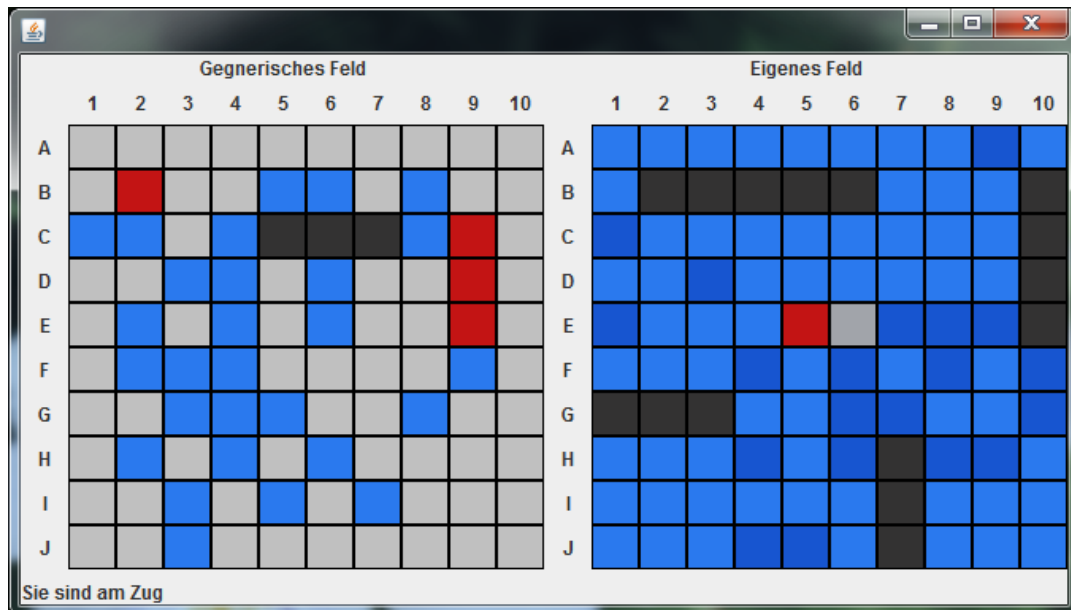 Gegnerisches Feld Eigenes Feld
1 2 3 4 5 6 7 8 9 10 1 2 3 4 5 6 7 8 9 10
A A
B B
C C
D D
E E
F F
G G
H H
I I
J J
Sie sind am Zug